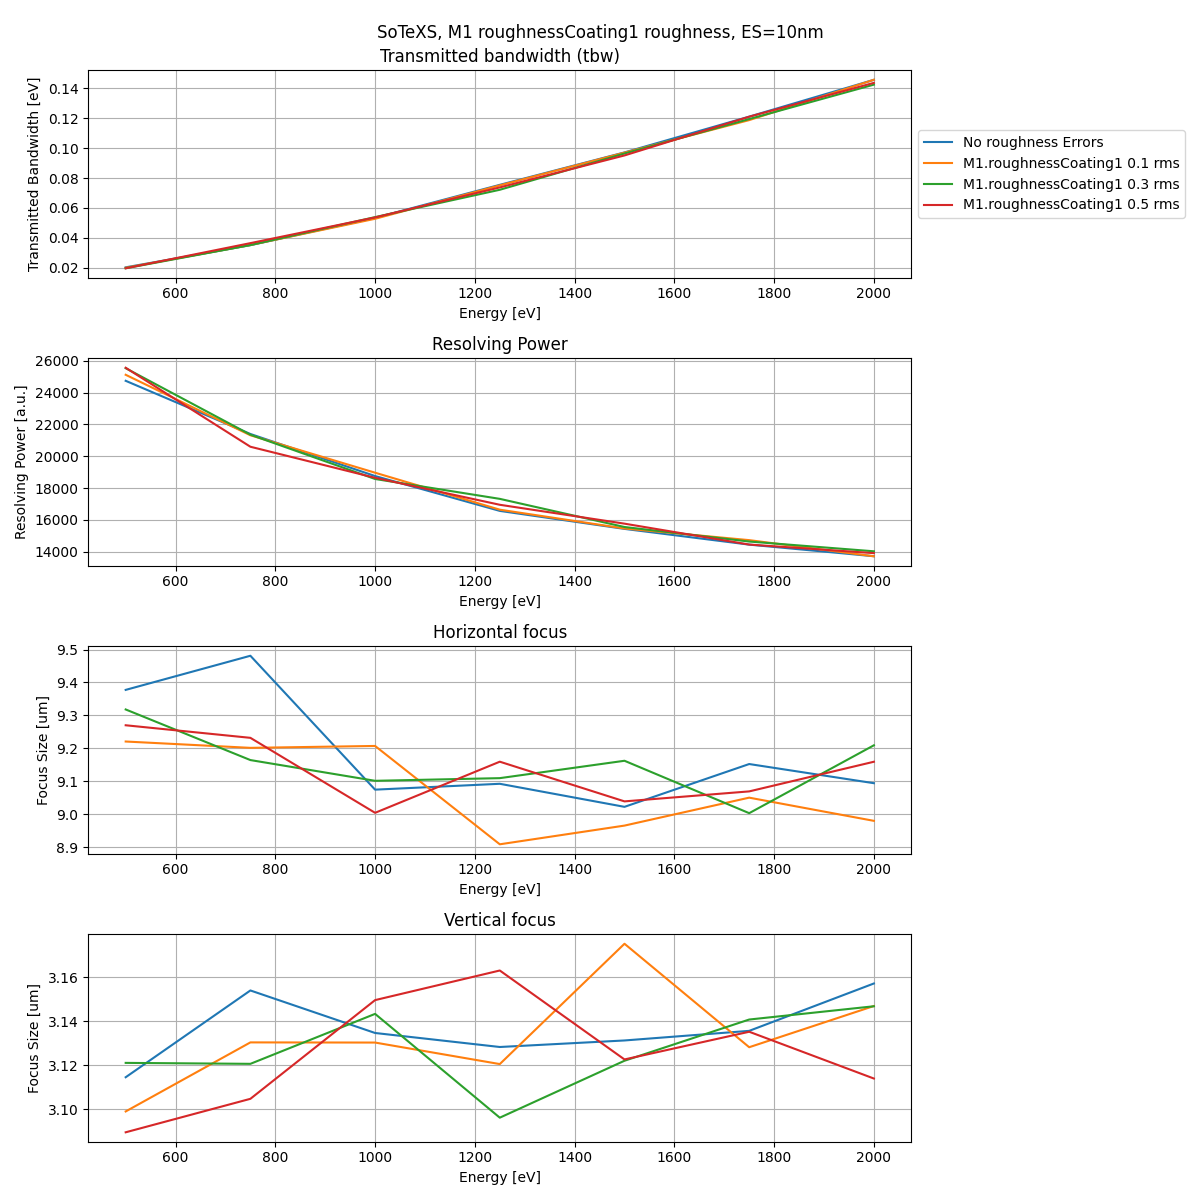 SoTeXS, M1 roughnessCoating1 roughness, ES=10nm
Transmitted bandwidth (tbw)
Transmitted Bandwidth [eV]
0.14
0.12
0.10
0.08
0.06
0.04
0.02
600 800 1000 1200 1400 1600 1800 2000
Energy [eV]
No roughness Errors
M1.roughnessCoating1 0.1 rms
M1.roughnessCoating1 0.3 rms
M1.roughnessCoating1 0.5 rms
Resolving Power
Resolving Power [a.u.]
26000
24000
22000
20000
18000
16000
14000
600 800 1000 1200 1400 1600 1800 2000
Energy [eV]
Horizontal focus
Focus Size [um]
9.5
9.4
9.3
9.2
9.1
9.0
8.9
600 800 1000 1200 1400 1600 1800 2000
Energy [eV]
Vertical focus
Focus Size [um]
3.16
3.14
3.12
3.10
600 800 1000 1200 1400 1600 1800 2000
Energy [eV]